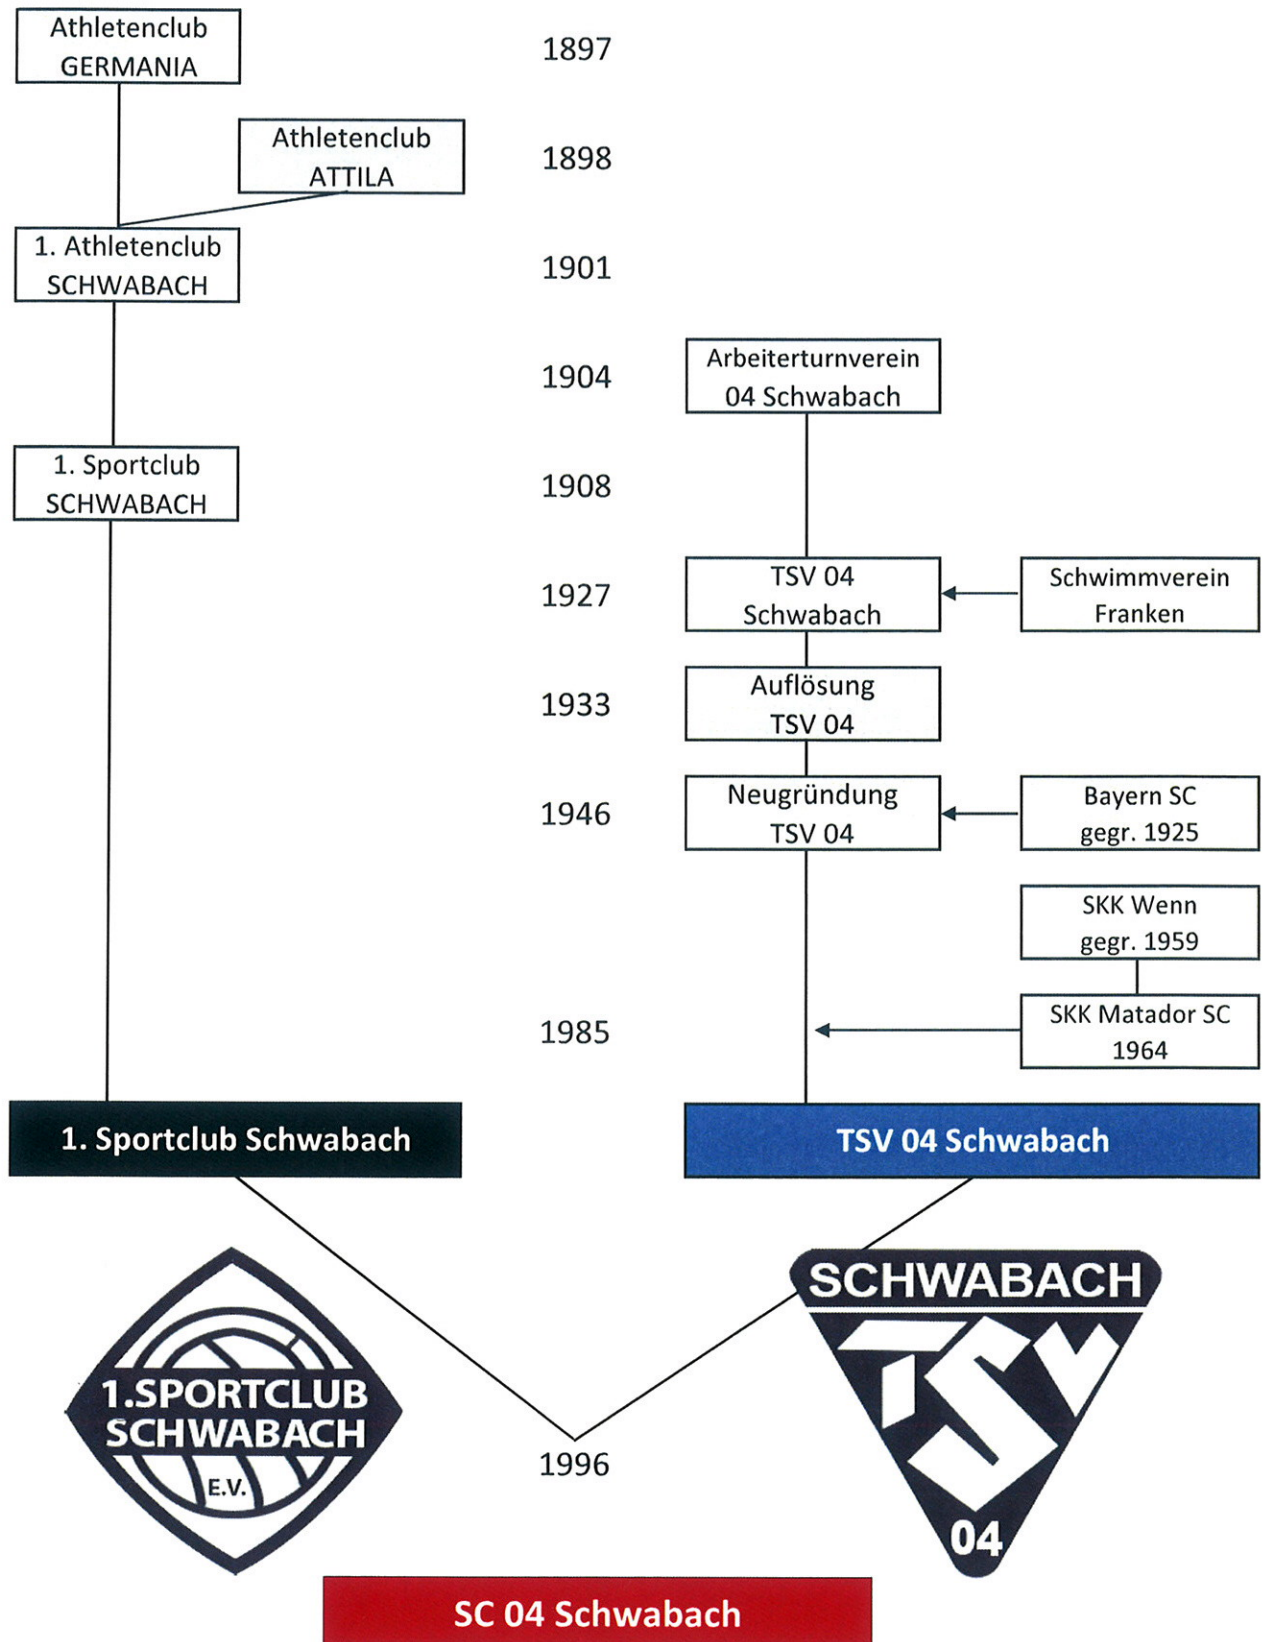 Athletenclub
GERMANIA
1897
Athletenclub
ATTILA
1898
1. Athletenclub
SCHWABACH
1901
1904
Arbeiterturnverein
04 Schwabach
1. Sportclub
SCHWABACH
1908
1927
TSV 04
Schwabach
Schwimmverein
Franken
1933
Auflösung
TSV 04
1946
Neugründung
TSV 04
Bayern SC
gegr. 1925
SKK Wenn
gegr. 1959
1985
SKK Matador SC
1964
1. Sportclub Schwabach
TSV 04 Schwabach
1.SPORTCLUB
SCHWABACH
E.V.
SCHWABACH
TSV
04
1996
SC 04 Schwabach